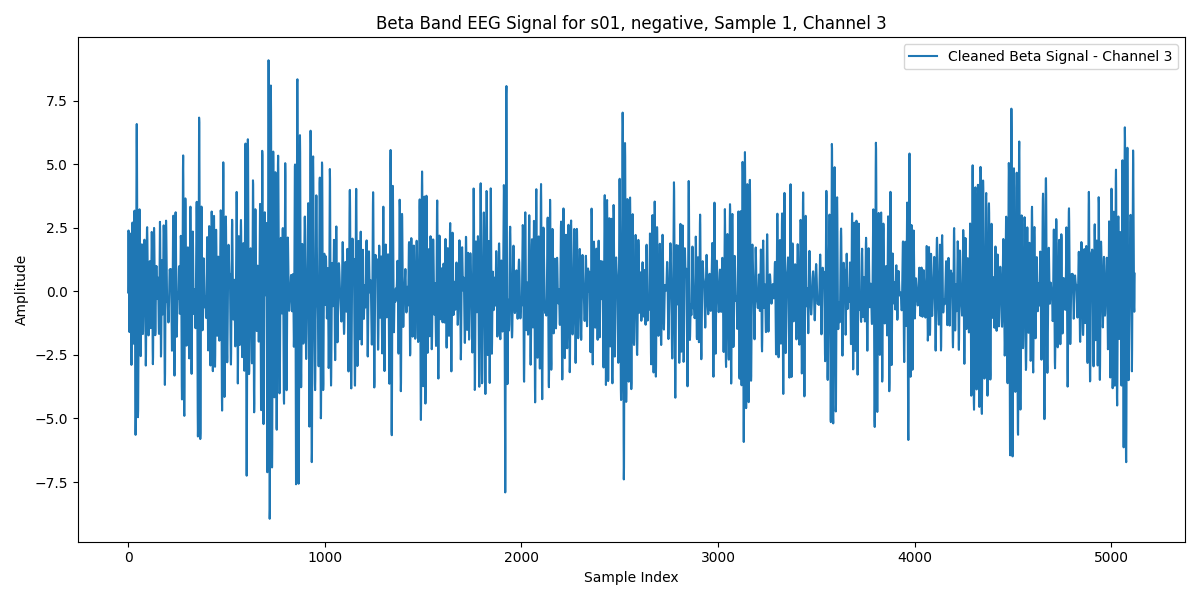 Beta Band EEG Signal for s01, negative, Sample 1, Channel 3
Cleaned Beta Signal - Channel 3
Amplitude
7.5
5.0
2.5
0.0
−2.5
−5.0
−7.5
0 1000 2000 3000 4000 5000
Sample Index